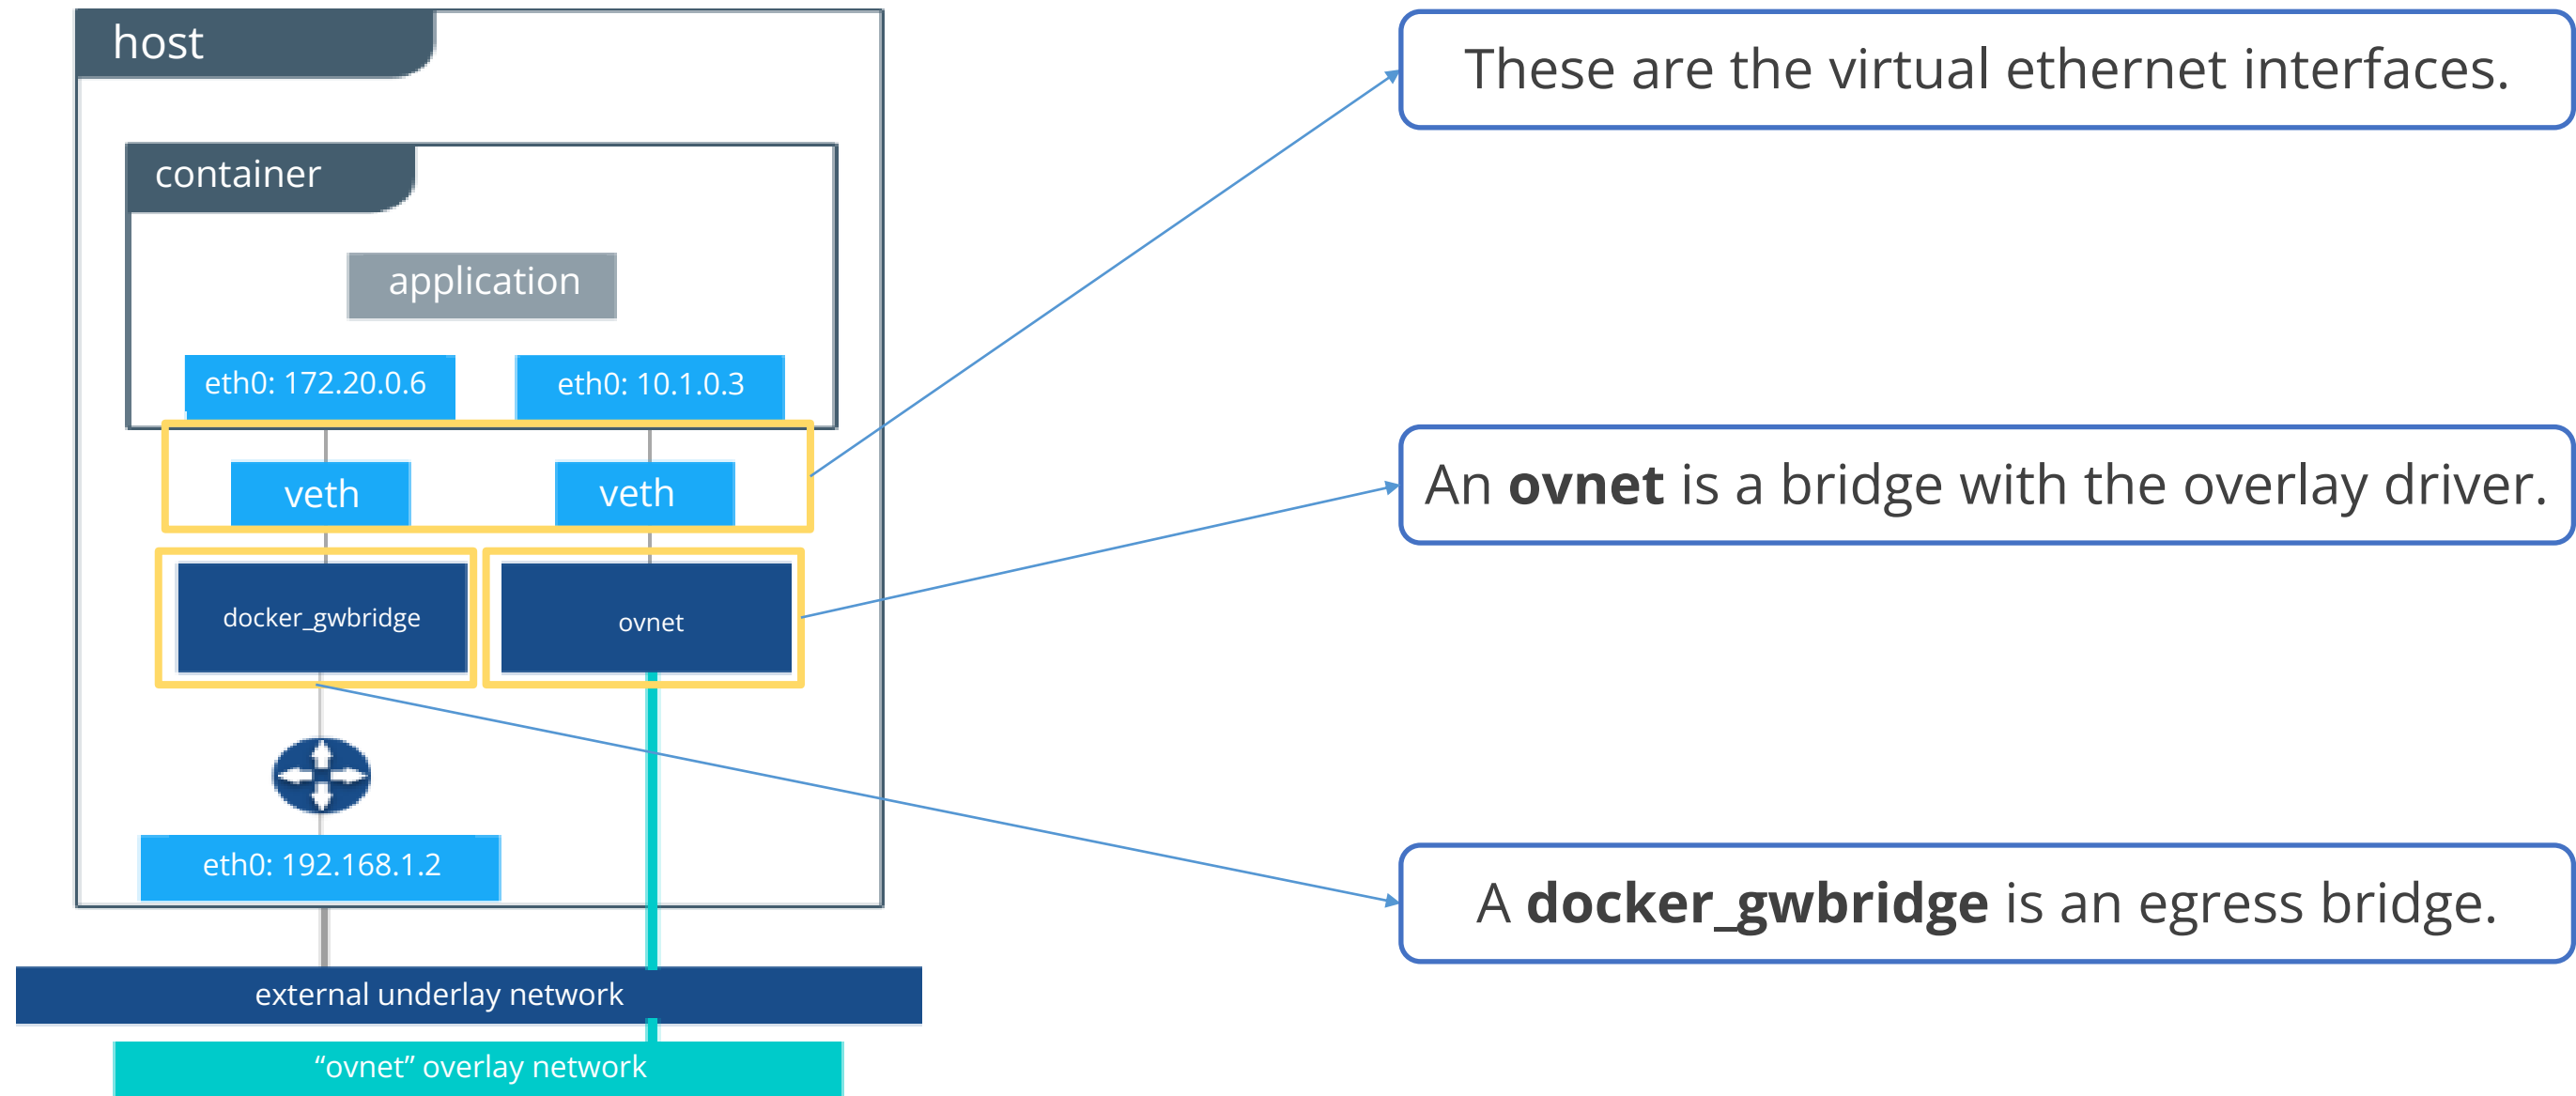 host
These are the virtual ethernet interfaces.
container
application
eth0: 172.20.0.6
eth0: 10.1.0.3
veth
veth
An ovnet is a bridge with the overlay driver.
docker_gwbridge
ovnet
eth0: 192.168.1.2
A docker_gwbridge is an egress bridge.
external underlay network
“ovnet” overlay network